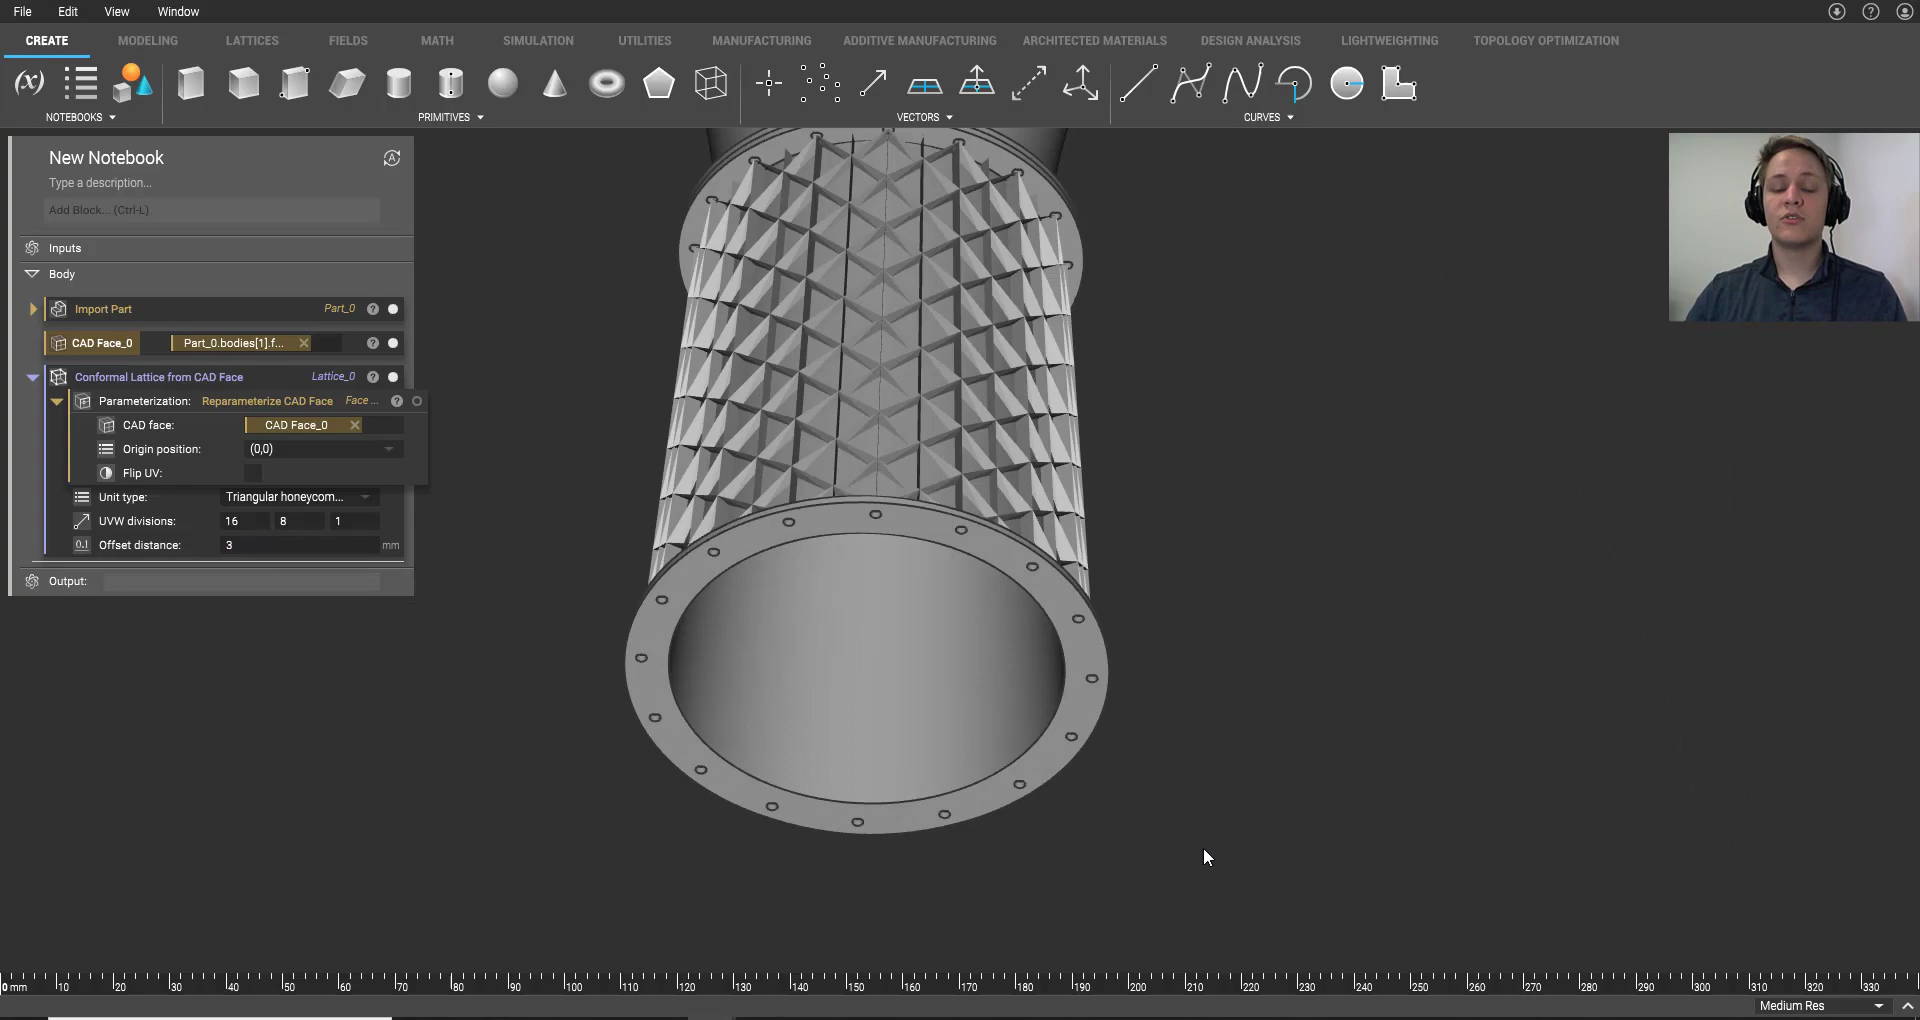 File Edit View Window
CREATE MODELING LATTICES FIELDS MATH SIMULATION UTILITIES MANUFACTURING ADDITIVE MANUFACTURING ARCHITECTED MATERIALS DESIGN ANALYSIS LIGHTWEIGHTING TOPOLOGY OPTIMIZATION
(x)
NOTEBOOKS PRIMITIVES VECTORS CURVES
New Notebook
Type a description...
Add Block... (Ctrl-L)
Inputs
Body
Import Part Part_0 ?
CAD Face_0 Part_0.bodies[1].f... ?
Conformal Lattice from CAD Face Lattice_0 ?
Parameterization: Reparameterize CAD Face Face ... ?
CAD face: CAD Face_0
Origin position: (0,0)
Flip UV:
Unit type: Triangular honeycom...
UVW divisions: 16 8 1
0.1 Offset distance: 3 mm
Output:
0 mm 10 20 30 40 50 60 70 80 90 100 110 120 130 140 150 160 170 180 190 200 210 220 230 240 250 260 270 280 290 300 310 320 330
Medium Res